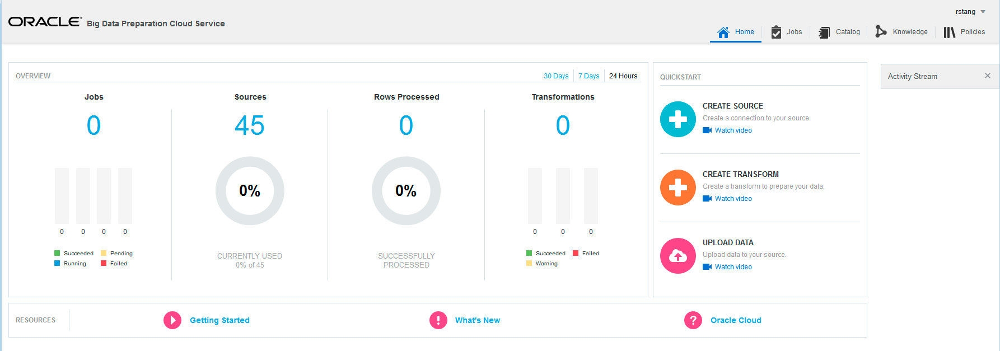 rstang
ORACLE® Big Data Preparation Cloud Service
Home
Jobs
Catalog
Knowledge
Policies
OVERVIEW
30 Days
7 Days
24 Hours
Jobs
0
0 0 0 0
Succeeded
Pending
Running
Failed
Sources
45
0%
CURRENTLY USED
0% of 45
Rows Processed
0
0%
SUCCESSFULLY
PROCESSED
Transformations
0
0 0 0
Succeeded
Failed
Warning
QUICKSTART
CREATE SOURCE
Create a connection to your source.
Watch video
CREATE TRANSFORM
Create a transform to prepare your data.
Watch video
UPLOAD DATA
Upload data to your source.
Watch video
Activity Stream
RESOURCES
Getting Started
What's New
Oracle Cloud